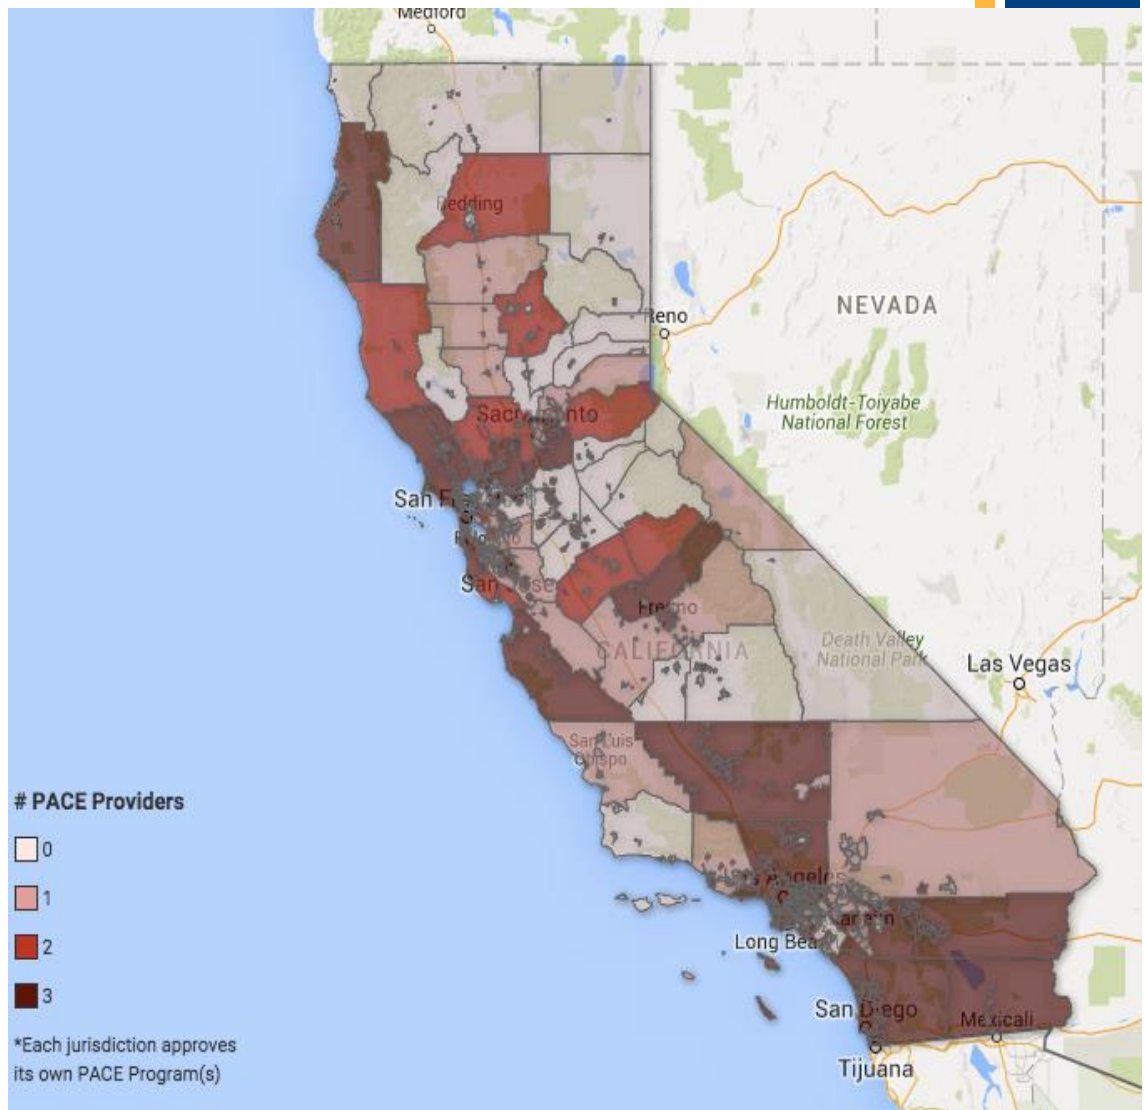 Medford
Redding
Reno
NEVADA
Humboldt-Toiyabe
National Forest
Sacramento
San F
San Jose
Fresno
CALIFORNIA
Death Valley
National Park
Las Vegas
San Luis
Obispo
# PACE Providers
0
1
2
3
Los Angeles
Long Bea
San Diego
Mexicali
Tijuana
*Each jurisdiction approves
its own PACE Program(s)